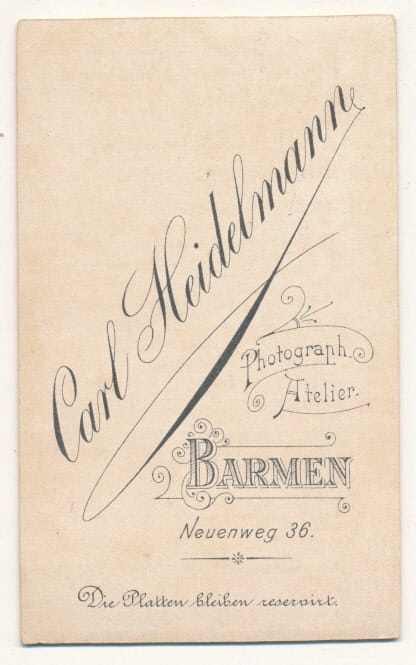 Carl Heidelmann
Photograph.
Atelier.
BARMEN
Neuenweg 36.
Die Platten bleiben reservirt.